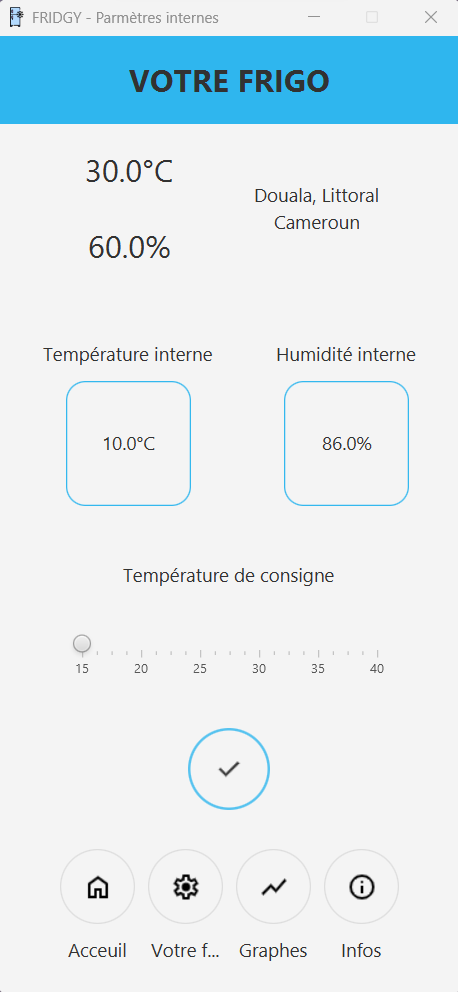 FRIDGY - Parmètres internes
VOTRE FRIGO
30.0°C
60.0%
Douala, Littoral
Cameroun
Température interne
Humidité interne
10.0°C
86.0%
Température de consigne
15 20 25 30 35 40
Acceuil
Votre f...
Graphes
Infos